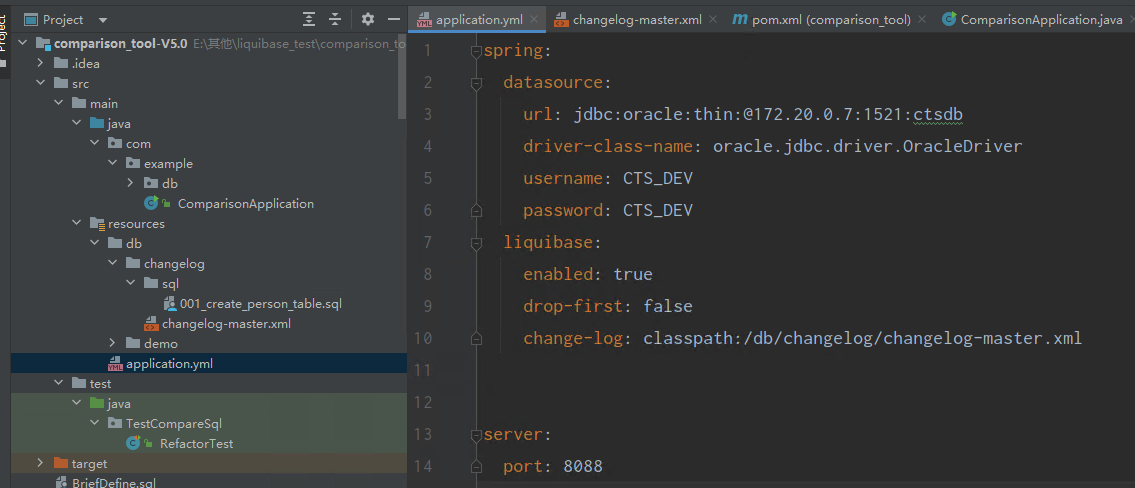 Project
Project
comparison_tool-V5.0 E:\其他\liquibase_test\comparison_to
.idea
src
main
java
com
example
db
ComparisonApplication
resources
db
changelog
sql
001_create_person_table.sql
changelog-master.xml
demo
application.yml
test
java
TestCompareSql
RefactorTest
target
BriefDefine.sql
application.yml
changelog-master.xml
pom.xml (comparison_tool)
ComparisonApplication.java
1 spring:
2 datasource:
3 url: jdbc:oracle:thin:@172.20.0.7:1521:ctsdb
4 driver-class-name: oracle.jdbc.driver.OracleDriver
5 username: CTS_DEV
6 password: CTS_DEV
7 liquibase:
8 enabled: true
9 drop-first: false
10 change-log: classpath:/db/changelog/changelog-master.xml
11
12
13 server:
14 port: 8088